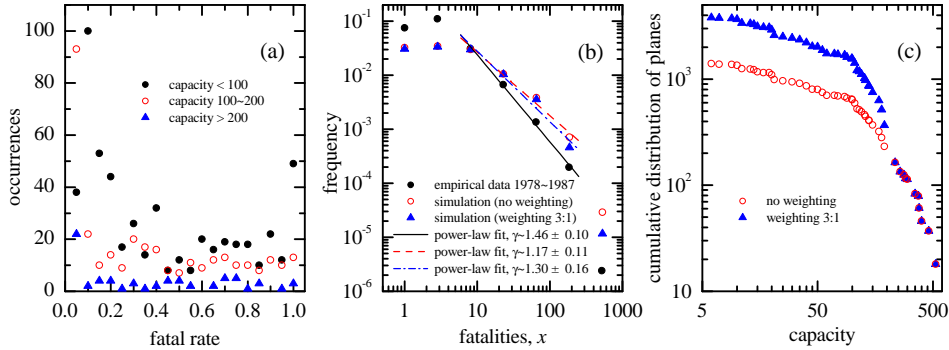 (a)
capacity < 100
capacity 100~200
capacity > 200
occurrences
100
80
60
40
20
0
0.0 0.2 0.4 0.6 0.8 1.0
fatal rate
(b)
frequency
10^-1
10^-2
10^-3
10^-4
10^-5
10^-6
empirical data 1978~1987
simulation (no weighting)
simulation (weighting 3:1)
power-law fit, γ~1.46 ± 0.10
power-law fit, γ~1.17 ± 0.11
power-law fit, γ~1.30 ± 0.16
1 10 100 1000
fatalities, x
(c)
cumulative distribution of planes
10^3
10^2
10
no weighting
weighting 3:1
5 50 500
capacity